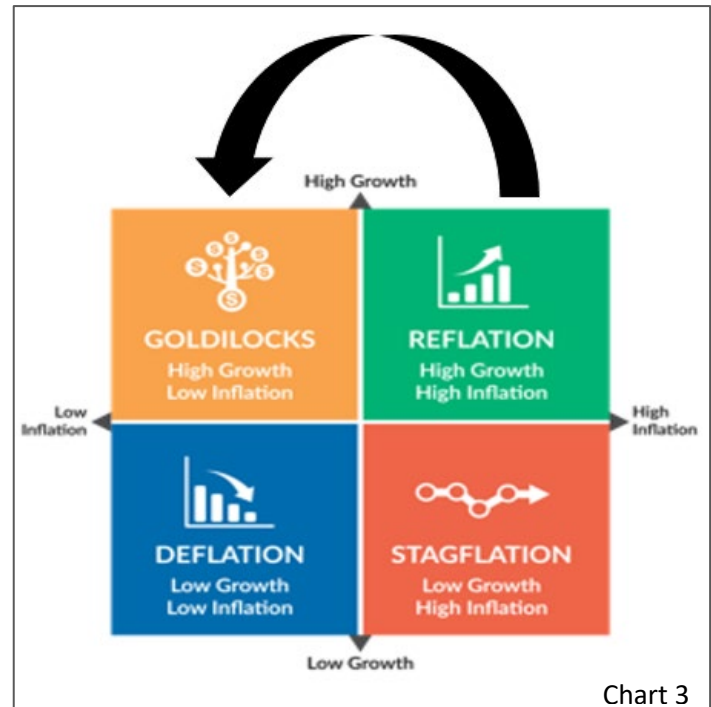 High Growth
GOLDILOCKS
High Growth
Low Inflation
REFLATION
High Growth
High Inflation
Low
Inflation
High
Inflation
DEFLATION
Low Growth
Low Inflation
STAGFLATION
Low Growth
High Inflation
Low Growth
Chart 3